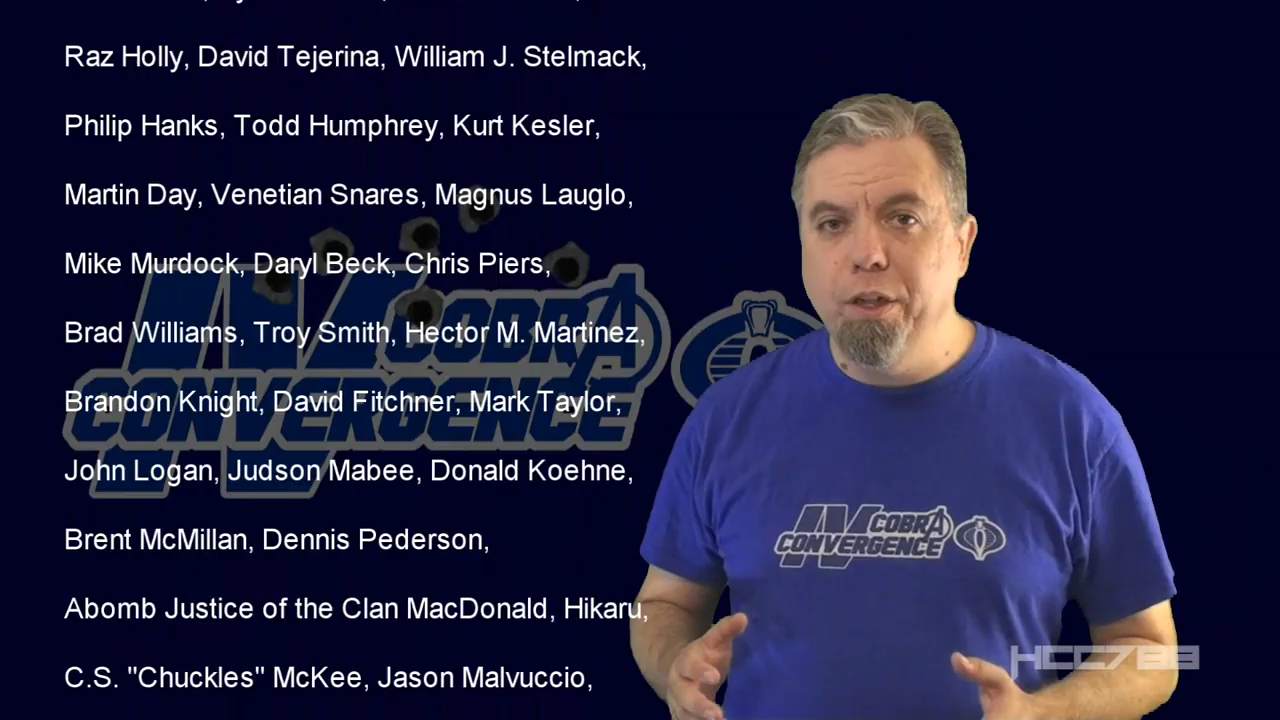 Raz Holly, David Tejerina, William J. Stelmack,
Philip Hanks, Todd Humphrey, Kurt Kesler,
Martin Day, Venetian Snares, Magnus Lauglo,
Mike Murdock, Daryl Beck, Chris Piers,
Brad Williams, Troy Smith, Hector M. Martinez,
Brandon Knight, David Fitchner, Mark Taylor,
John Logan, Judson Mabee, Donald Koehne,
Brent McMillan, Dennis Pederson,
Abomb Justice of the Clan MacDonald, Hikaru,
C.S. "Chuckles" McKee, Jason Malvuccio,
IV COBRA
CONVERGENCE
IV COBRA
CONVERGENCE
HCC788